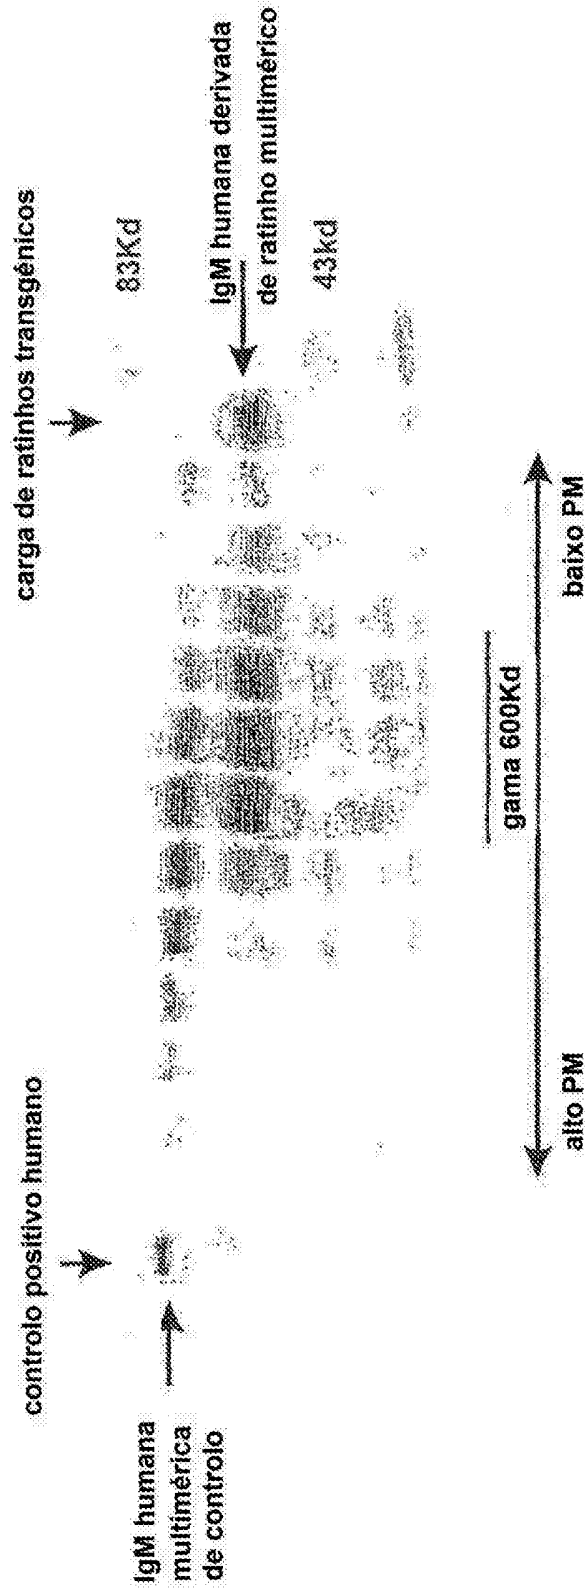 controlo positivo humano
carga de ratinhos transgénicos
83Kd
IgM humana
multimérica
de controlo
IgM humana derivada
de ratinho multimérico
43kd
gama 600Kd
alto PM
baixo PM